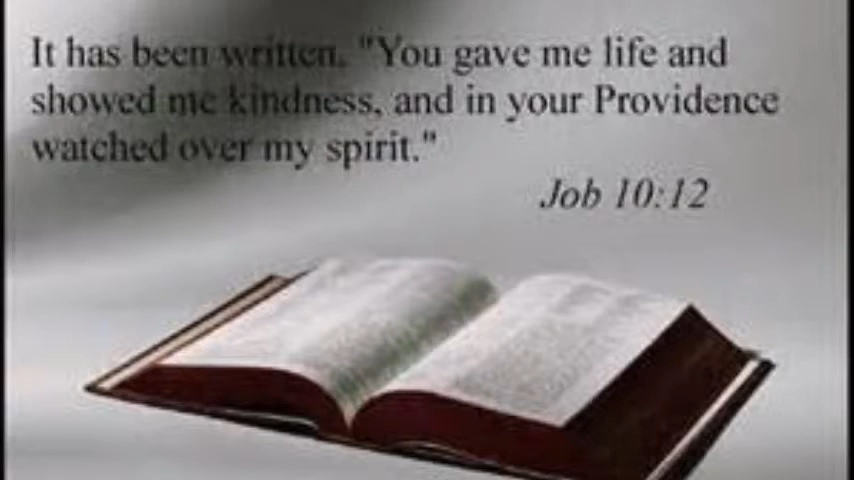 It has been written, "You gave me life and
showed me kindness, and in your Providence
watched over my spirit."
Job 10:12